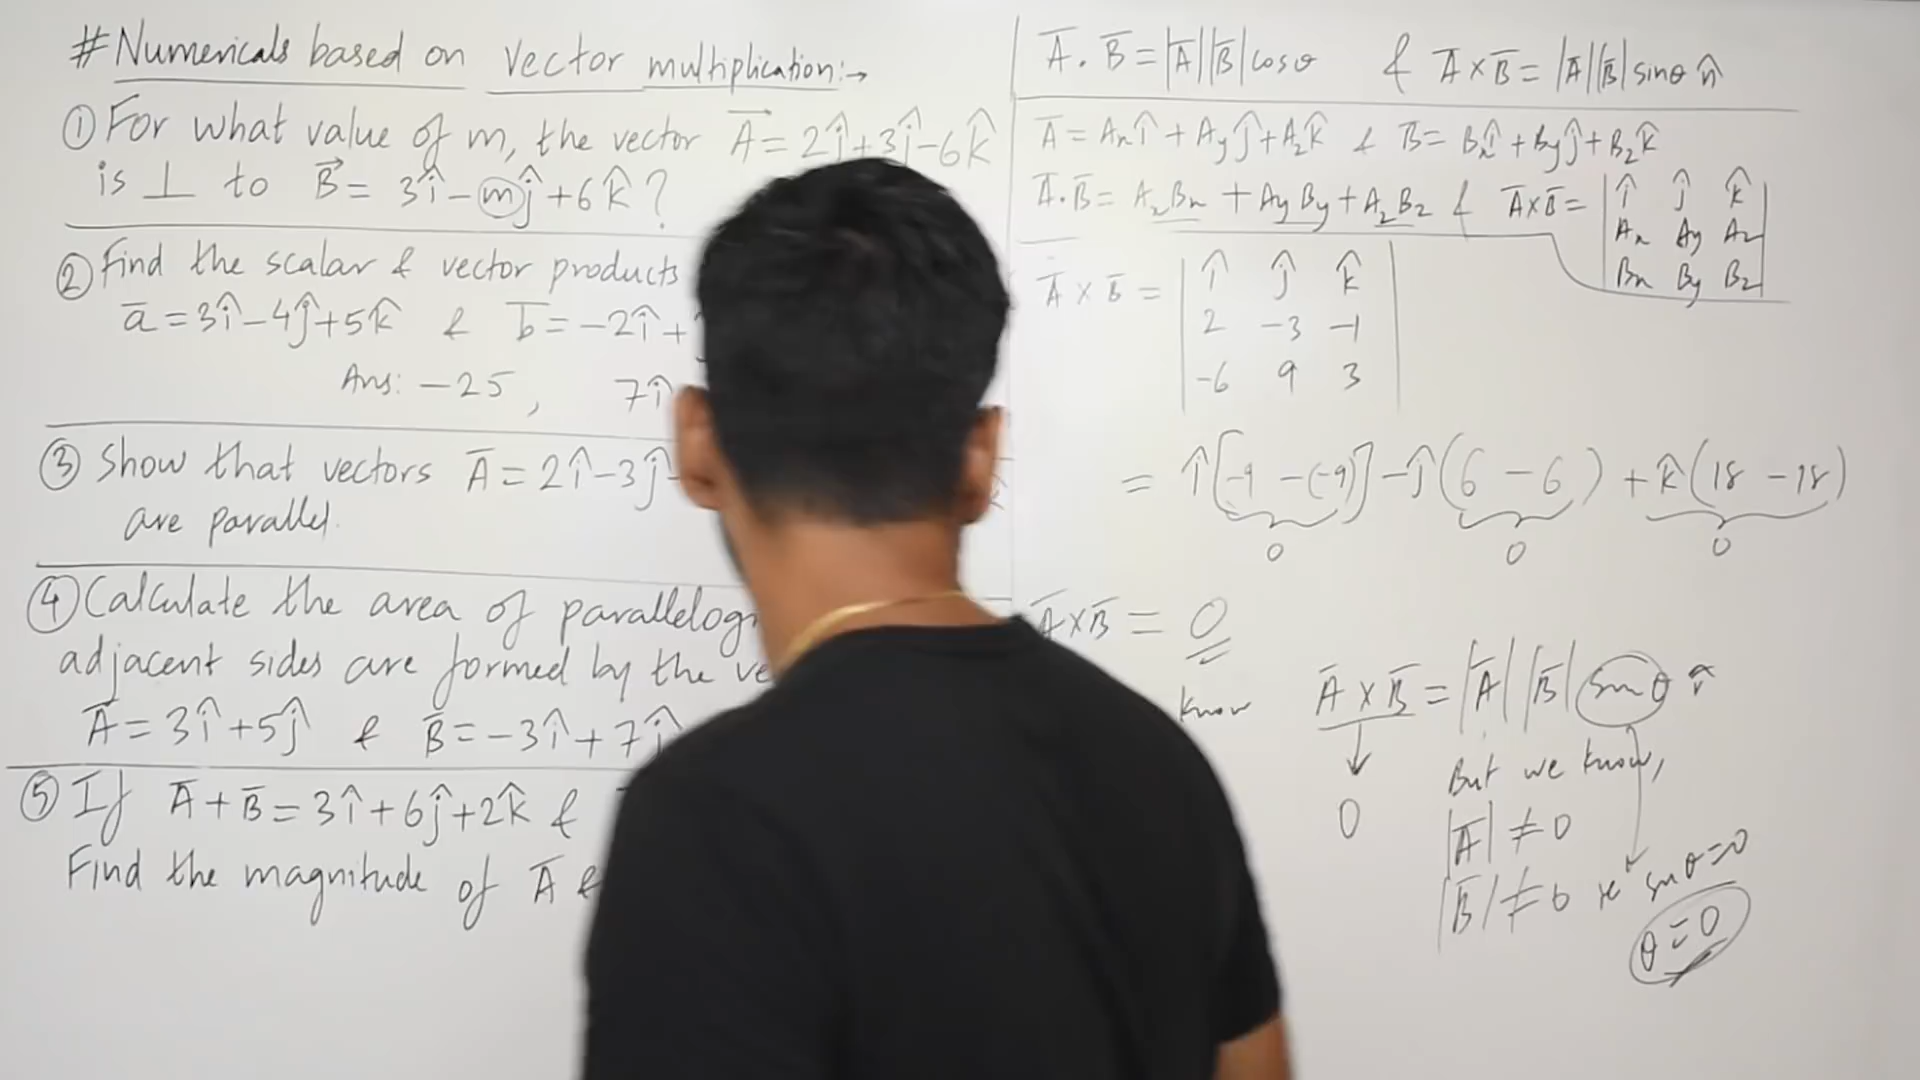 # Numericals based on vector multiplication:→
① For what value of m, the vector A⃗ = 2î+3ĵ-6k̂
is ⊥ to B⃗ = 3î-mĵ+6k̂ ?
② Find the scalar & vector products
a̅ = 3î-4ĵ+5k̂ & b̅ = -2î+
Ans: -25, 7î
③ Show that vectors A̅ = 2î-3ĵ
are parallel.
④ Calculate the area of
adjacent sides are formed by the
A̅ = 3î+5ĵ & B̅ = -3î+7ĵ
⑤ If A̅+B̅ = 3î+6ĵ+2k̂ &
Find the magnitude of A̅ &
A̅.B̅ = |A̅||B̅|cosθ & A̅×B̅ = |A̅||B̅|sinθ n̂
A̅ = Axî + Ayĵ + Azk̂ & B̅ = Bxî + Byĵ + Bzk̂
A̅.B̅ = AxBx + AyBy + AzBz & A̅×B̅ = | î ĵ k̂ |
Ax Ay Az
Bx By Bz
A̅ × B̅ = | î ĵ k̂ |
2 -3 -1
-6 9 3
= î[-9 -(-9)] -ĵ(6 - 6) + k̂(18 - 18)
0 0 0
A̅×B̅ = 0
know A̅ × B̅ = |A̅| |B̅| sinθ n̂
0
But we know,
|A̅| ≠ 0
|B̅| ≠ 0 sinθ=0
θ = 0